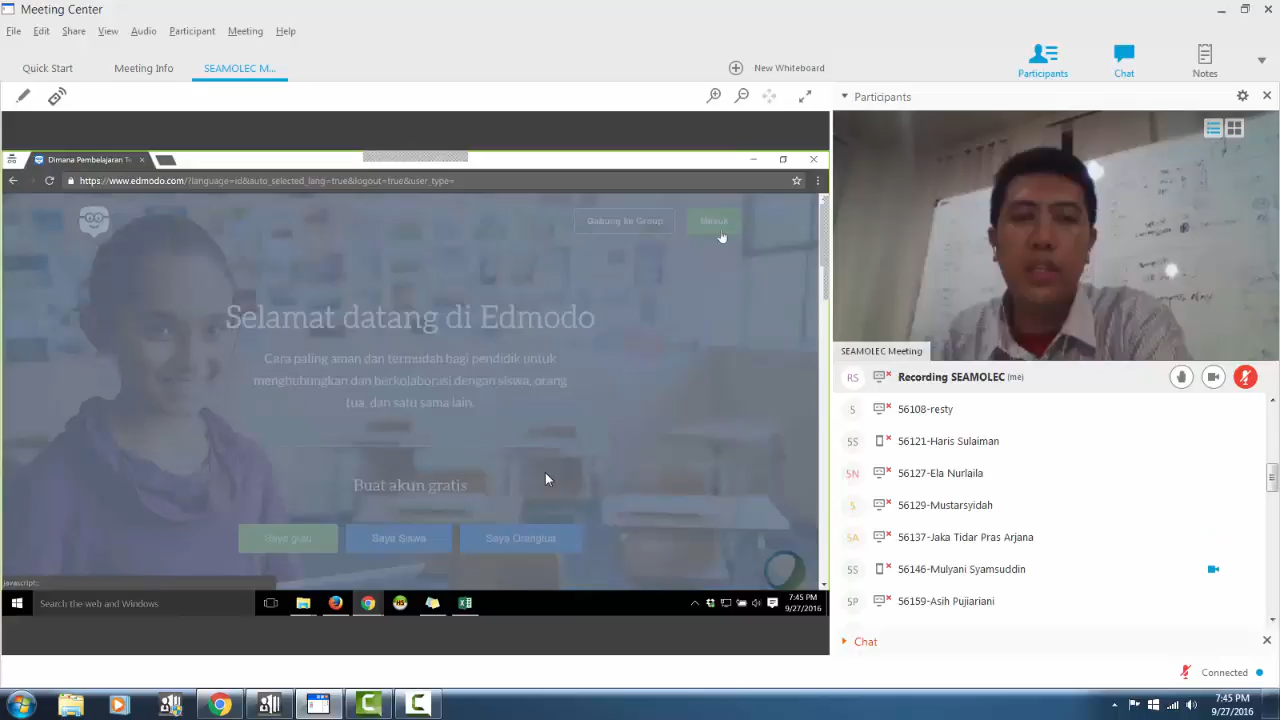 Meeting Center
File Edit Share View Audio Participant Meeting Help
Quick Start Meeting Info SEAMOLEC M... New Whiteboard
Participants Chat Notes
Participants
Dimana Pembelajaran Te
https://www.edmodo.com/?language=id&auto_selected_lang=true&logout=true&user_type=
Gabung ke Group Masuk
Selamat datang di Edmodo
Cara paling aman dan termudah bagi pendidik untuk
menghubungkan dan berkolaborasi dengan siswa, orang
tua, dan satu sama lain.
Buat akun gratis
Saya guru Saya Siswa Saya Orangtua
javascript:;
Search the web and Windows
7:45 PM
9/27/2016
SEAMOLEC Meeting
RS Recording SEAMOLEC (me)
S 56108-resty
5S 56121-Haris Sulaiman
5N 56127-Ela Nurlaila
S 56129-Mustarsyidah
5A 56137-Jaka Tidar Pras Arjana
5S 56146-Mulyani Syamsuddin
5P 56159-Asih Pujiariani
Chat
Connected
7:45 PM
9/27/2016